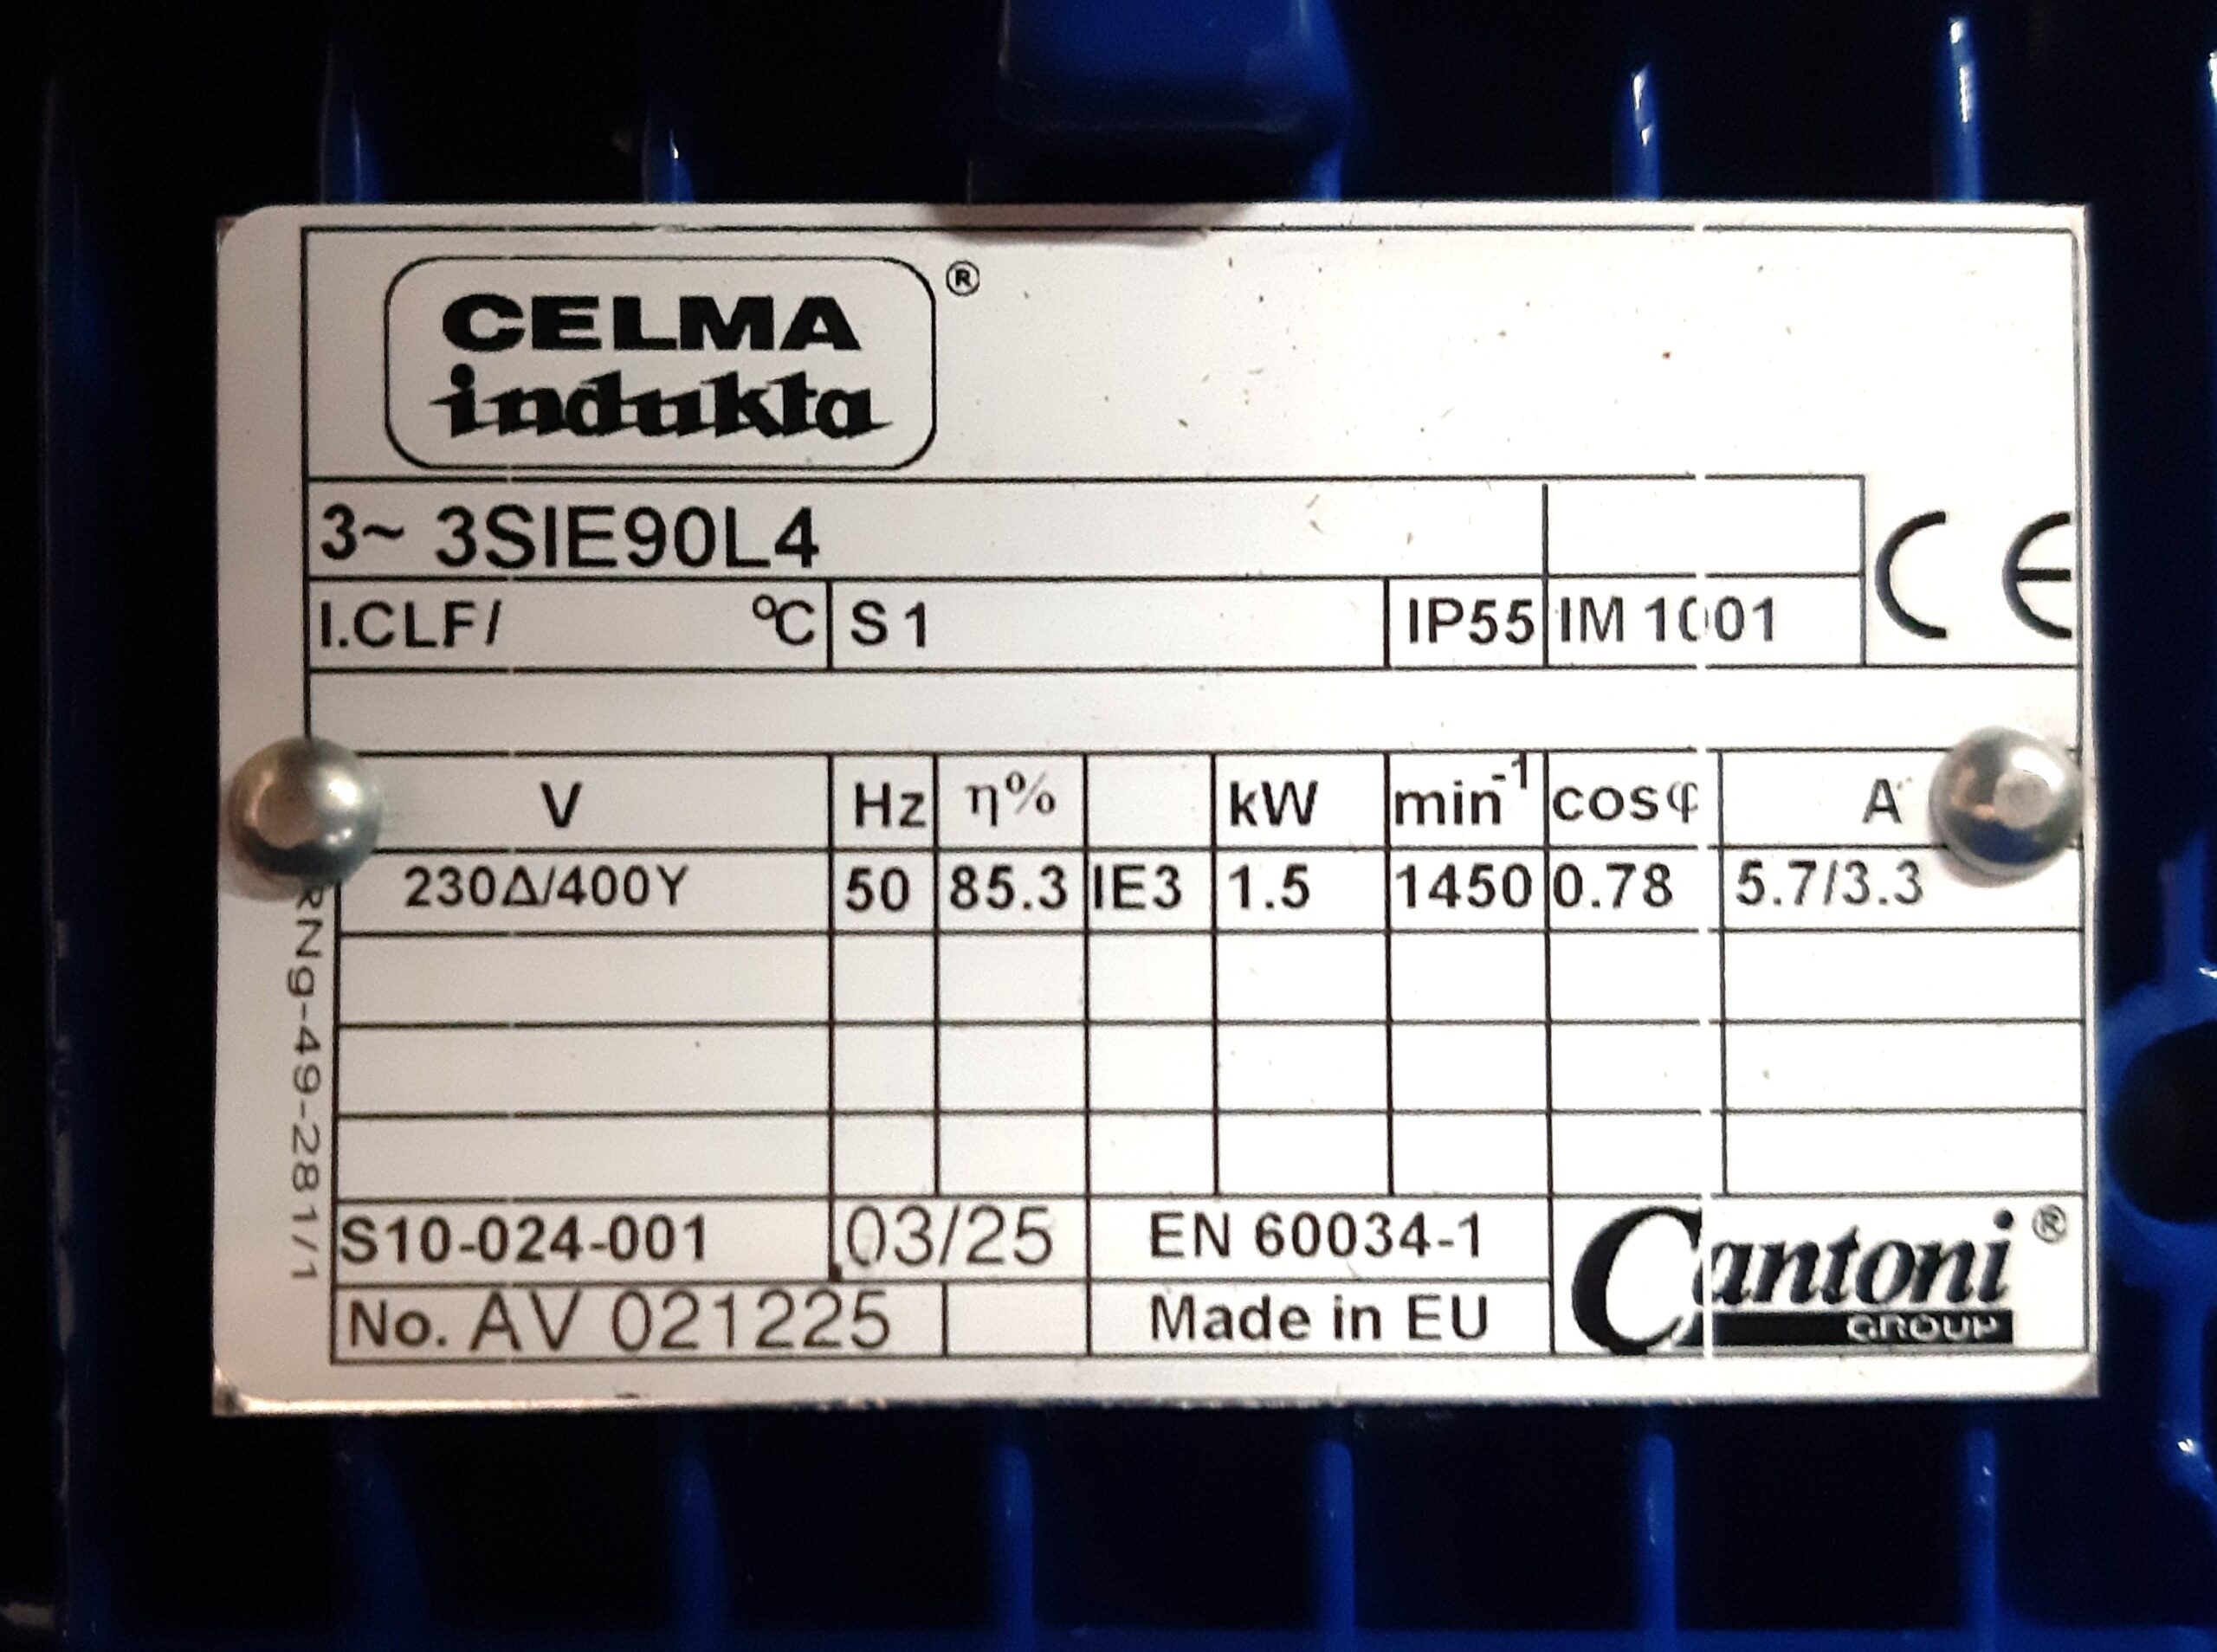 CELMA ®
indukta
3~ 3SIE90L4
I.CLF/ °C S1 IP55 IM 1001
CE
V Hz η% kW min⁻¹ cosφ A
230Δ/400Y 50 85.3 IE3 1.5 1450 0.78 5.7/3.3
RNg-49-281/1
S10-024-001 03/25 EN 60034-1
No. AV 021225 Made in EU
Cantoni ®
GROUP